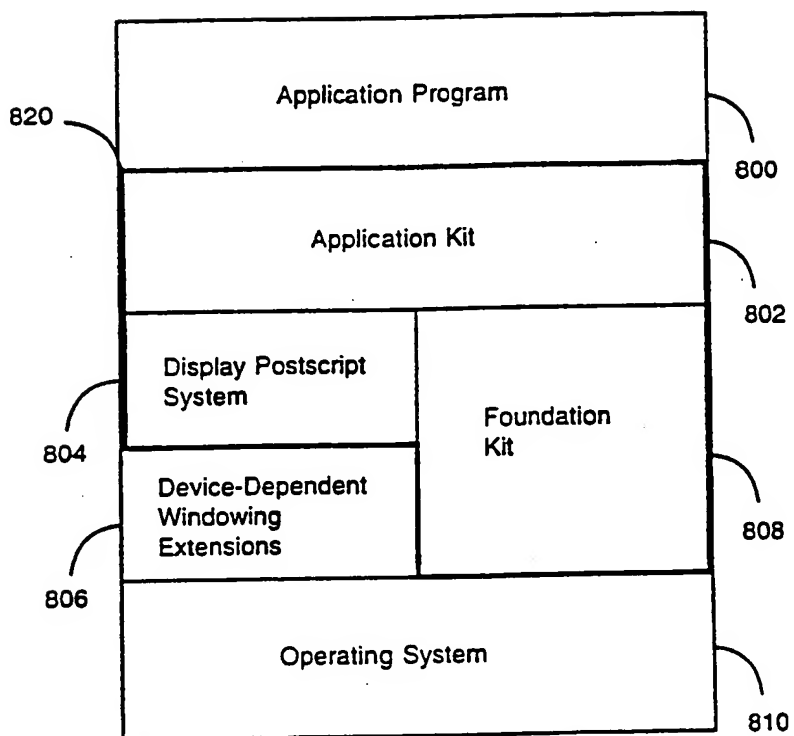 Application Program
820
800
Application Kit
802
Display Postscript
System
Foundation
Kit
804
Device-Dependent
Windowing
Extensions
808
806
Operating System
810